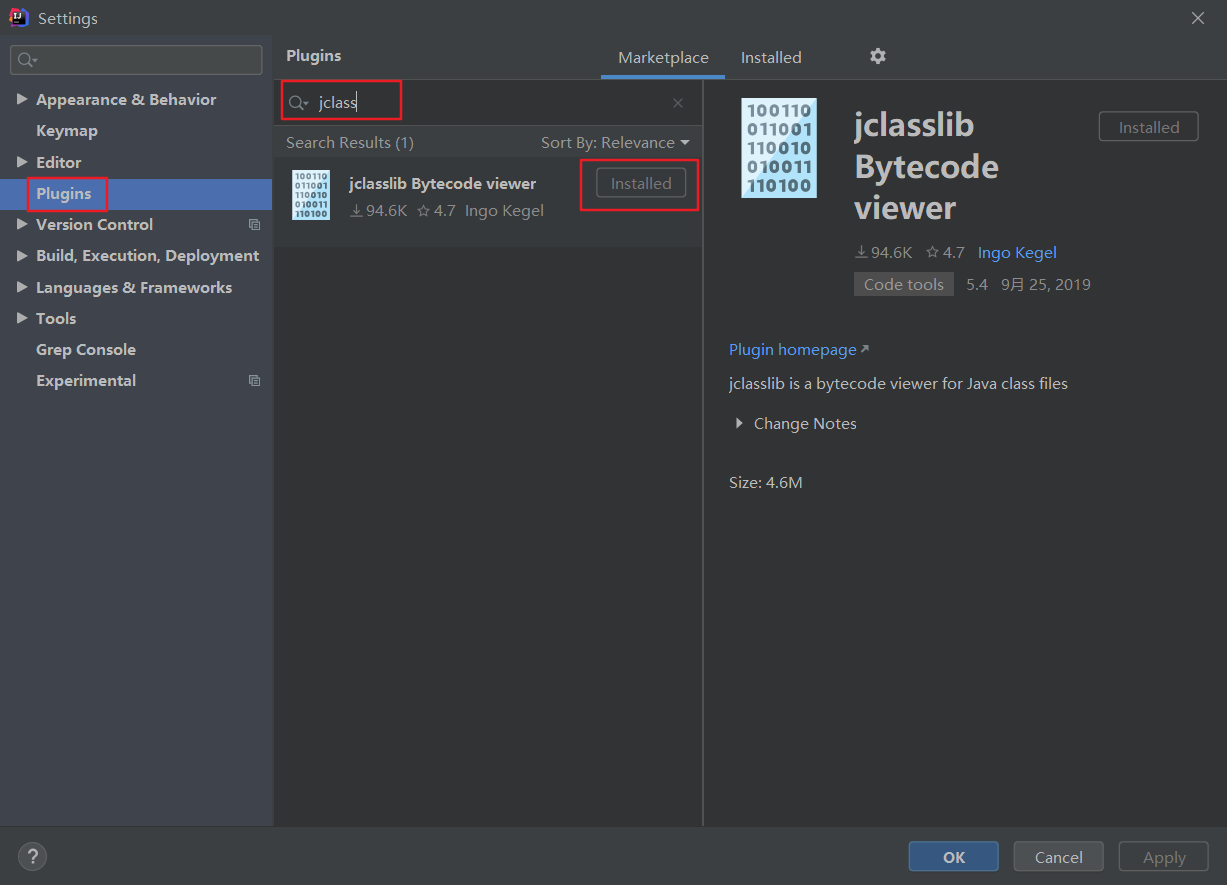 Settings
Appearance & Behavior
Keymap
Editor
Plugins
Version Control
Build, Execution, Deployment
Languages & Frameworks
Tools
Grep Console
Experimental
Plugins
Marketplace
Installed
jclass
Search Results (1)
Sort By: Relevance
100110
011001
110010
010011
110100
jclasslib Bytecode viewer
Installed
94.6K
4.7
Ingo Kegel
100110
011001
110010
010011
110100
jclasslib
Bytecode
viewer
Installed
94.6K
4.7
Ingo Kegel
Code tools
5.4
9月 25, 2019
Plugin homepage
jclasslib is a bytecode viewer for Java class files
Change Notes
Size: 4.6M
?
OK
Cancel
Apply